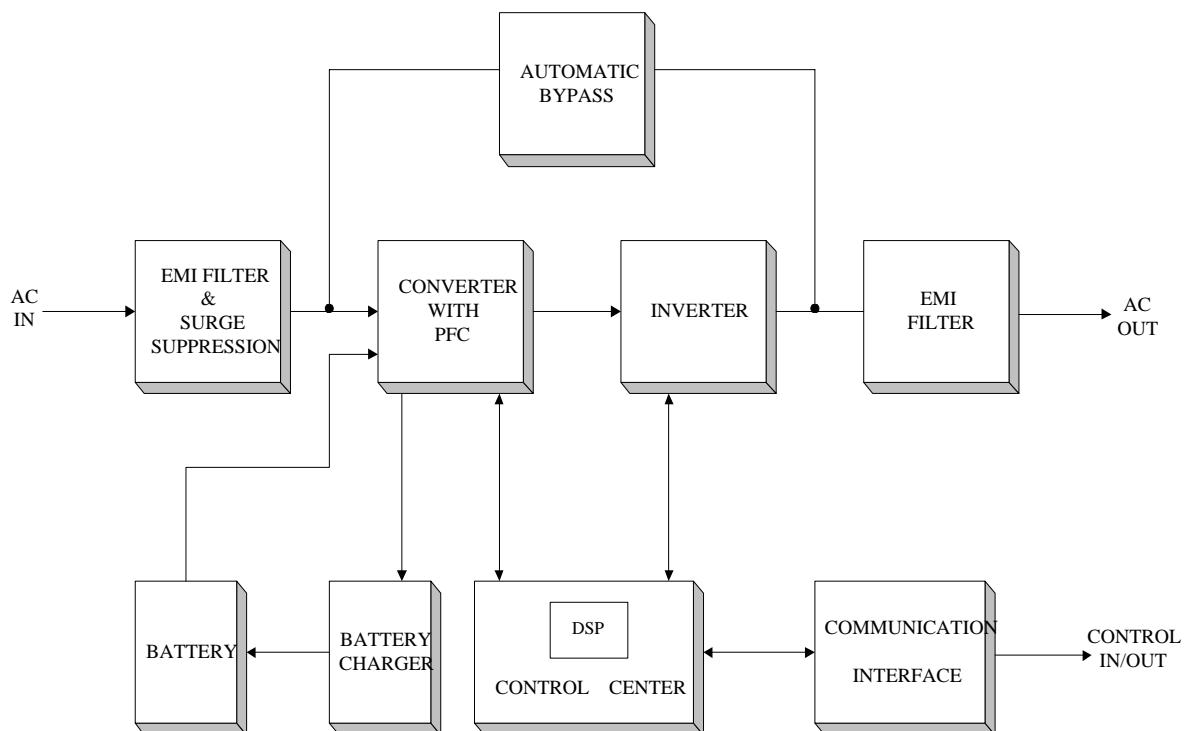 AUTOMATIC
BYPASS
AC
IN
EMI FILTER
&
SURGE
SUPPRESSION
CONVERTER
WITH
PFC
INVERTER
EMI
FILTER
AC
OUT
BATTERY
BATTERY
CHARGER
DSP
CONTROL CENTER
COMMUNICATION
INTERFACE
CONTROL
IN/OUT